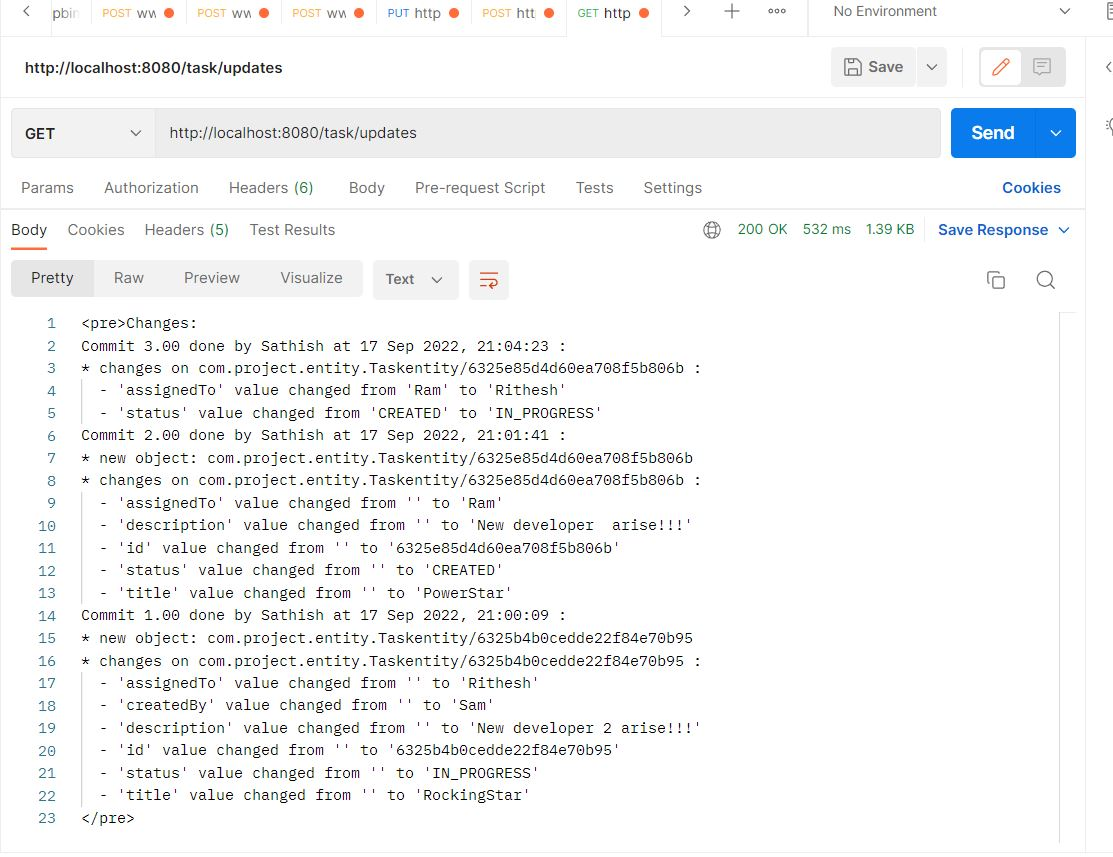 pbin POST ww POST ww POST ww PUT http POST htt GET http No Environment
http://localhost:8080/task/updates Save
GET http://localhost:8080/task/updates Send
Params Authorization Headers (6) Body Pre-request Script Tests Settings Cookies
Body Cookies Headers (5) Test Results 200 OK 532 ms 1.39 KB Save Response
Pretty Raw Preview Visualize Text
1 <pre>Changes:
2 Commit 3.00 done by Sathish at 17 Sep 2022, 21:04:23 :
3 * changes on com.project.entity.Taskentity/6325e85d4d60ea708f5b806b :
4 - 'assignedTo' value changed from 'Ram' to 'Rithesh'
5 - 'status' value changed from 'CREATED' to 'IN_PROGRESS'
6 Commit 2.00 done by Sathish at 17 Sep 2022, 21:01:41 :
7 * new object: com.project.entity.Taskentity/6325e85d4d60ea708f5b806b
8 * changes on com.project.entity.Taskentity/6325e85d4d60ea708f5b806b :
9 - 'assignedTo' value changed from '' to 'Ram'
10 - 'description' value changed from '' to 'New developer  arise!!!'
11 - 'id' value changed from '' to '6325e85d4d60ea708f5b806b'
12 - 'status' value changed from '' to 'CREATED'
13 - 'title' value changed from '' to 'PowerStar'
14 Commit 1.00 done by Sathish at 17 Sep 2022, 21:00:09 :
15 * new object: com.project.entity.Taskentity/6325b4b0cedde22f84e70b95
16 * changes on com.project.entity.Taskentity/6325b4b0cedde22f84e70b95 :
17 - 'assignedTo' value changed from '' to 'Rithesh'
18 - 'createdBy' value changed from '' to 'Sam'
19 - 'description' value changed from '' to 'New developer 2 arise!!!'
20 - 'id' value changed from '' to '6325b4b0cedde22f84e70b95'
21 - 'status' value changed from '' to 'IN_PROGRESS'
22 - 'title' value changed from '' to 'RockingStar'
23 </pre>